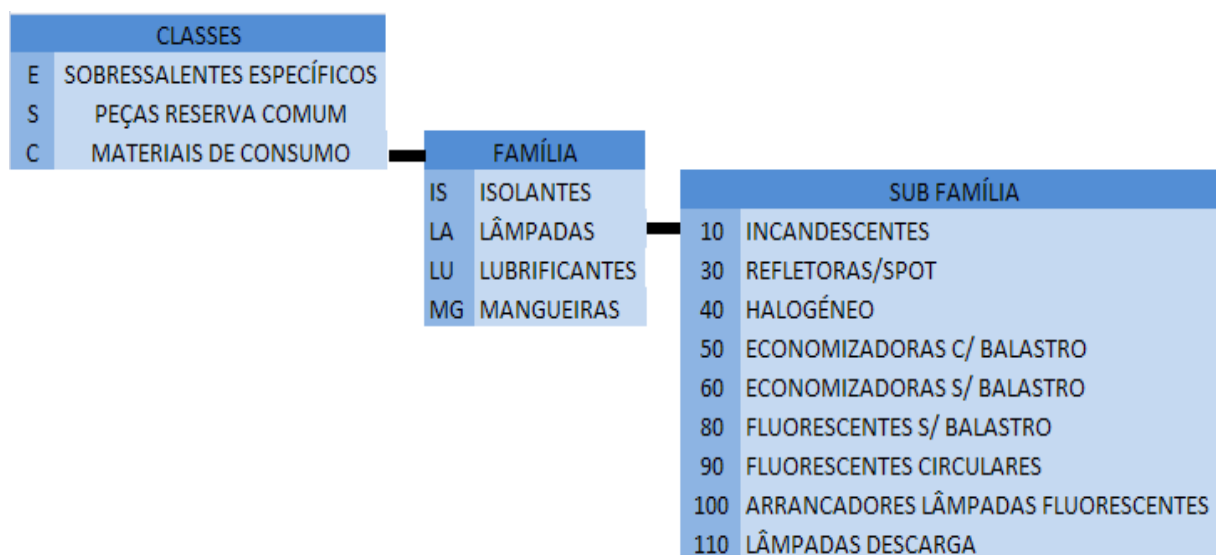 CLASSES
E SOBRESSALENTES ESPECÍFICOS
S PEÇAS RESERVA COMUM
C MATERIAIS DE CONSUMO
FAMÍLIA
IS ISOLANTES
LA LÂMPADAS
LU LUBRIFICANTES
MG MANGUEIRAS
SUB FAMÍLIA
10 INCANDESCENTES
30 REFLETORAS/SPOT
40 HALOGÉNEO
50 ECONOMIZADORAS C/ BALASTRO
60 ECONOMIZADORAS S/ BALASTRO
80 FLUORESCENTES S/ BALASTRO
90 FLUORESCENTES CIRCULARES
100 ARRANCADORES LÂMPADAS FLUORESCENTES
110 LÂMPADAS DESCARGA